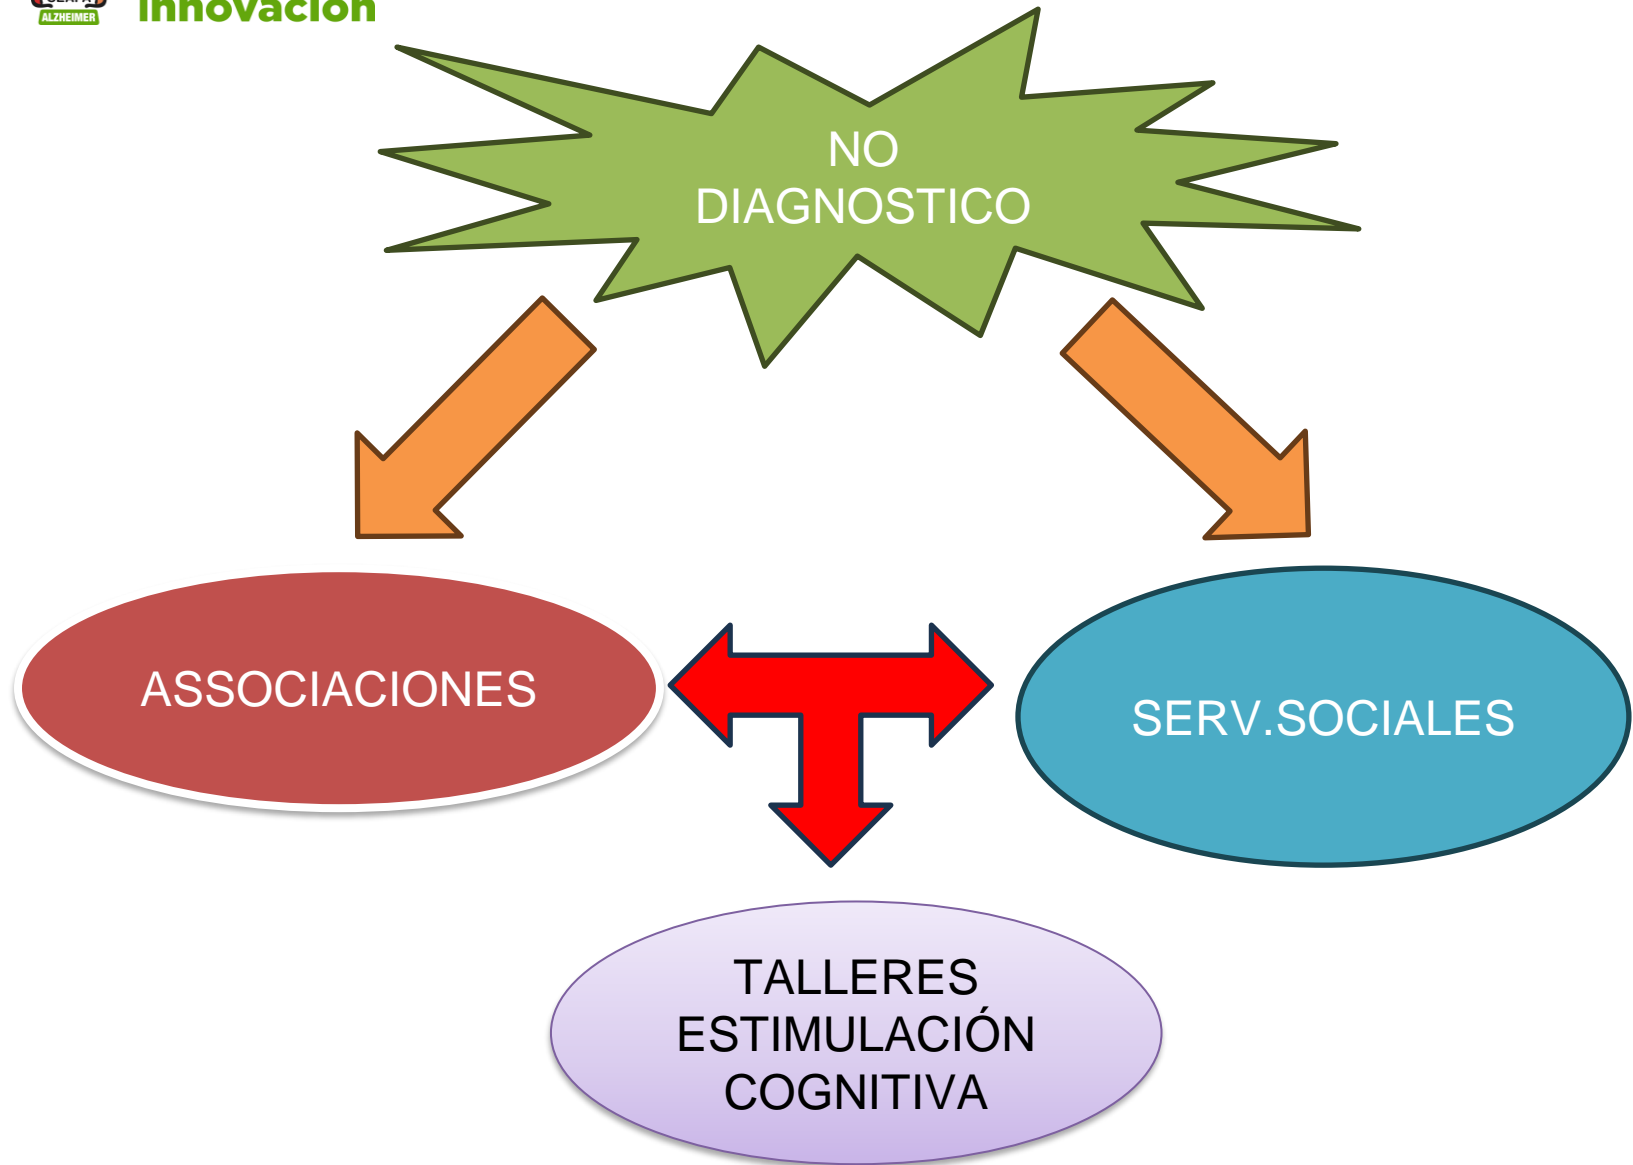 ALZHEIMER
innovación
NO
DIAGNOSTICO
ASSOCIACIONES
SERV.SOCIALES
TALLERES
ESTIMULACIÓN
COGNITIVA